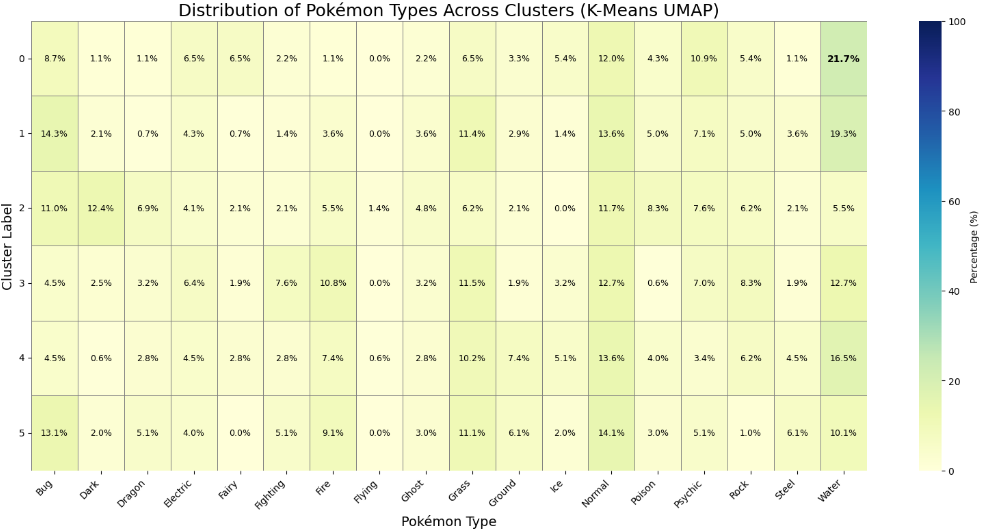 Distribution of Pokémon Types Across Clusters (K-Means UMAP)
Cluster Label
0 8.7% 1.1% 1.1% 6.5% 6.5% 2.2% 1.1% 0.0% 2.2% 6.5% 3.3% 5.4% 12.0% 4.3% 10.9% 5.4% 1.1% 21.7%
1 14.3% 2.1% 0.7% 4.3% 0.7% 1.4% 3.6% 0.0% 3.6% 11.4% 2.9% 1.4% 13.6% 5.0% 7.1% 5.0% 3.6% 19.3%
2 11.0% 12.4% 6.9% 4.1% 2.1% 2.1% 5.5% 1.4% 4.8% 6.2% 2.1% 0.0% 11.7% 8.3% 7.6% 6.2% 2.1% 5.5%
3 4.5% 2.5% 3.2% 6.4% 1.9% 7.6% 10.8% 0.0% 3.2% 11.5% 1.9% 3.2% 12.7% 0.6% 7.0% 8.3% 1.9% 12.7%
4 4.5% 0.6% 2.8% 4.5% 2.8% 2.8% 7.4% 0.6% 2.8% 10.2% 7.4% 5.1% 13.6% 4.0% 3.4% 6.2% 4.5% 16.5%
5 13.1% 2.0% 5.1% 4.0% 0.0% 5.1% 9.1% 0.0% 3.0% 11.1% 6.1% 2.0% 14.1% 3.0% 5.1% 1.0% 6.1% 10.1%
Bug Dark Dragon Electric Fairy Fighting Fire Flying Ghost Grass Ground Ice Normal Poison Psychic Rock Steel Water
Pokémon Type
100
80
60
40
20
0
Percentage (%)